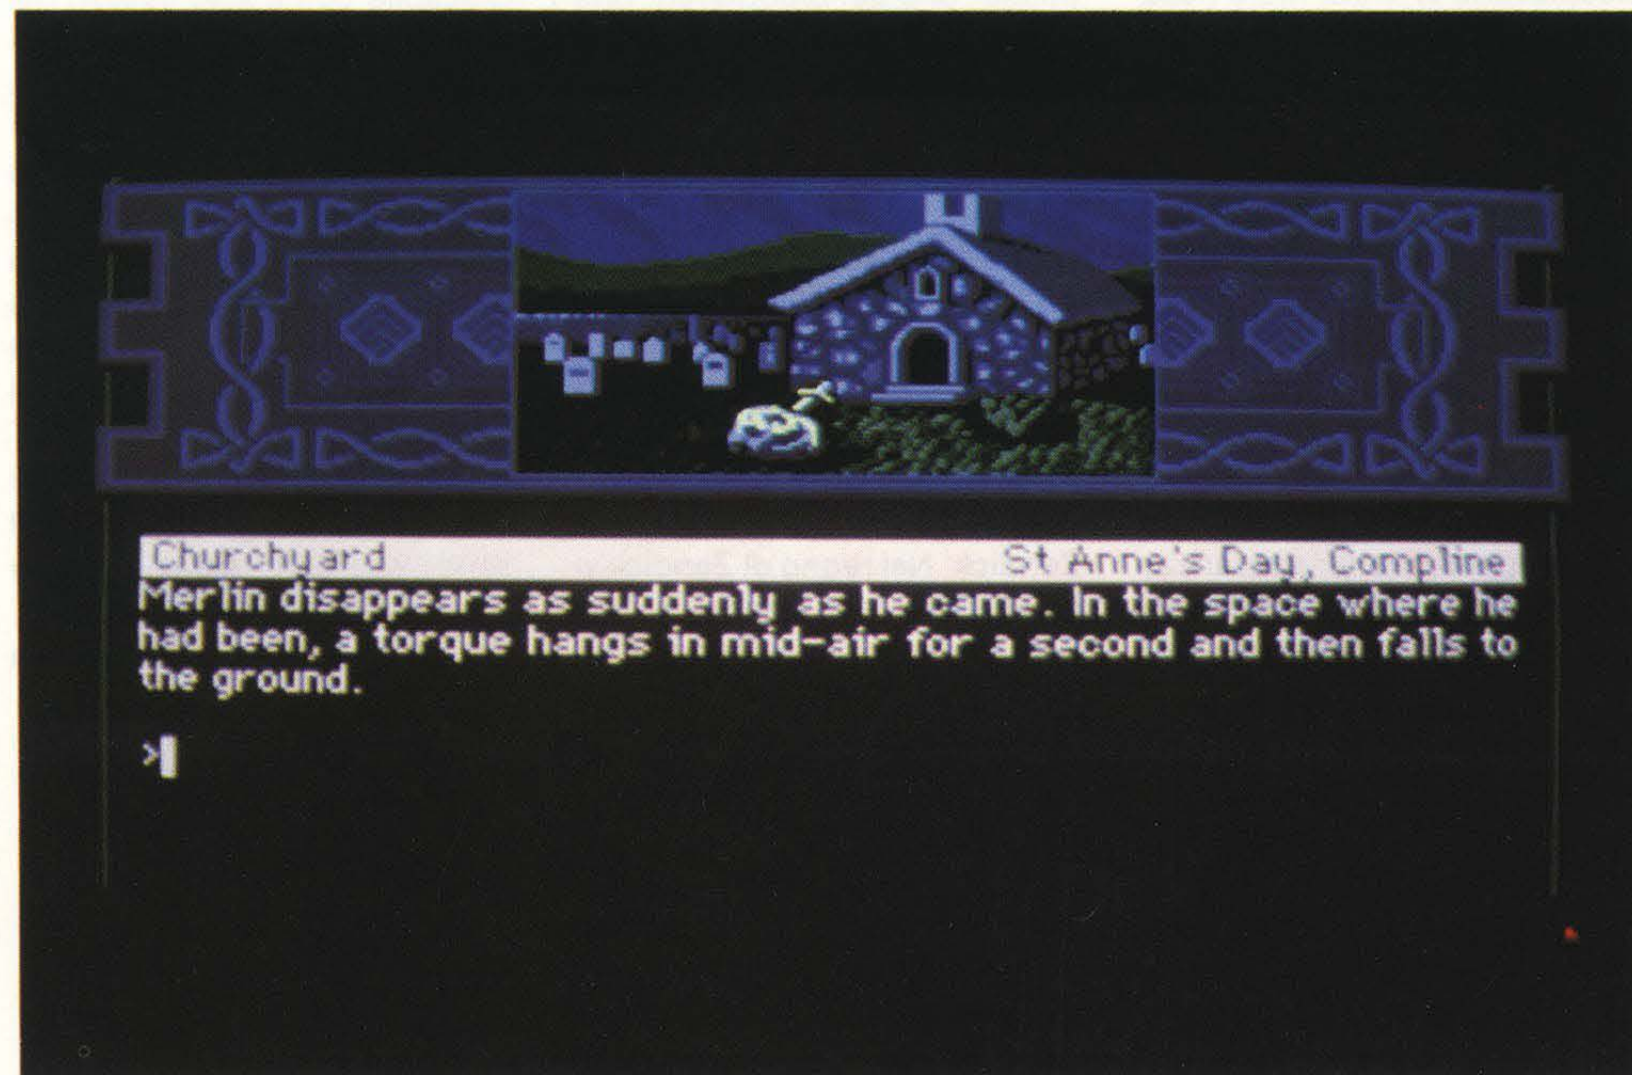 Churchyard St Anne's Day, Compline
Merlin disappears as suddenly as he came. In the space where he
had been, a torque hangs in mid-air for a second and then falls to
the ground.
>